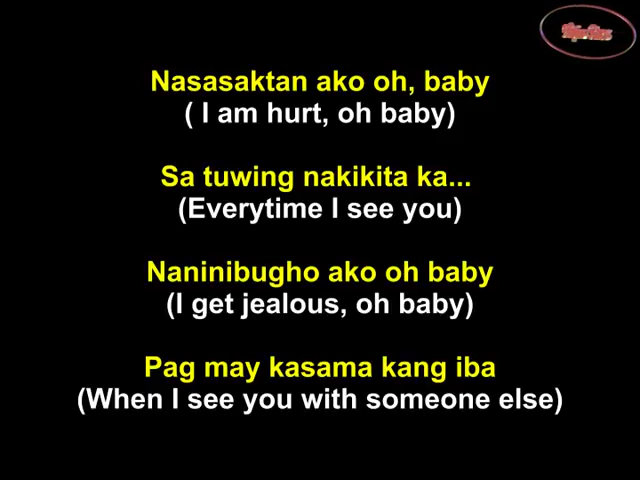 Nasasaktan ako oh, baby
( I am hurt, oh baby)
Sa tuwing nakikita ka...
(Everytime I see you)
Naninibugho ako oh baby
(I get jealous, oh baby)
Pag may kasama kang iba
(When I see you with someone else)